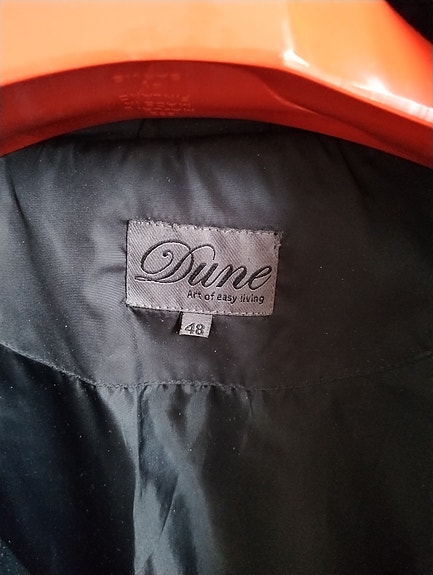 Dune
Art of easy living
48